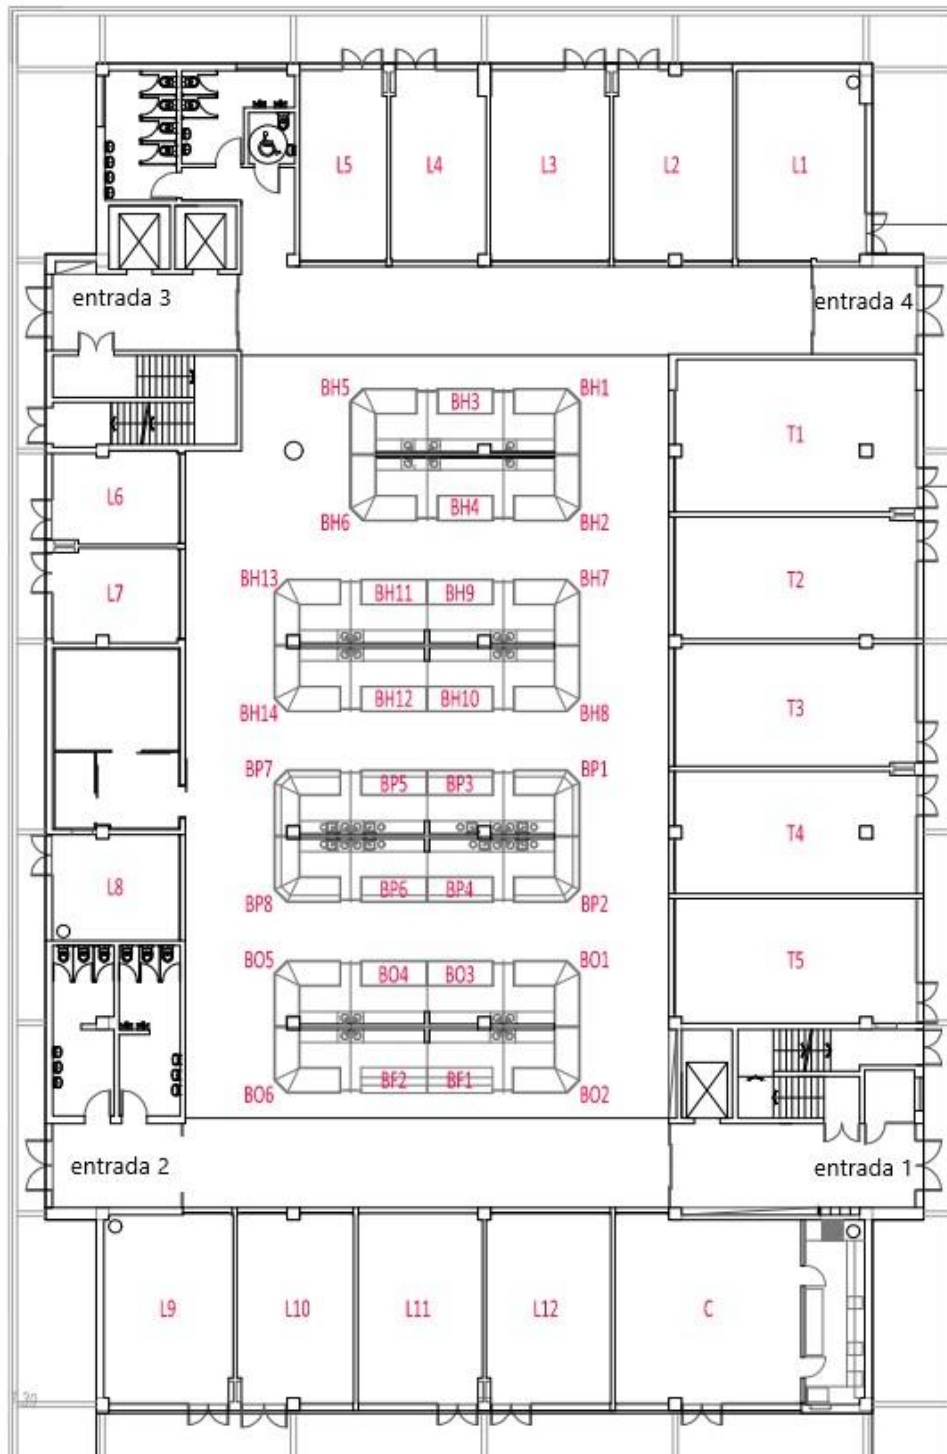 L5 L4 L3 L2 L1
entrada 3 entrada 4
BH5 BH3 BH1
T1
L6
BH6 BH4 BH2
BH13 BH11 BH9 BH7
L7 T2
BH14 BH12 BH10 BH8
T3
BP7 BP5 BP3 BP1
T4
L8 BP8 BP6 BP4 BP2
BO5 BO4 BO3 BO1
T5
BO6 BF2 BF1 BO2
entrada 2 entrada 1
L9 L10 L11 L12 C